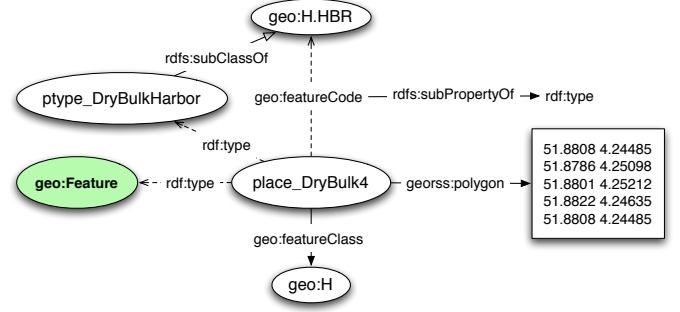 geo:H.HBR
rdfs:subClassOf
ptype_DryBulkHarbor
geo:featureCode
rdfs:subPropertyOf
rdf:type
rdf:type
geo:Feature
rdf:type
place_DryBulk4
georss:polygon
51.8808 4.24485
51.8786 4.25098
51.8801 4.25212
51.8822 4.24635
51.8808 4.24485
geo:featureClass
geo:H